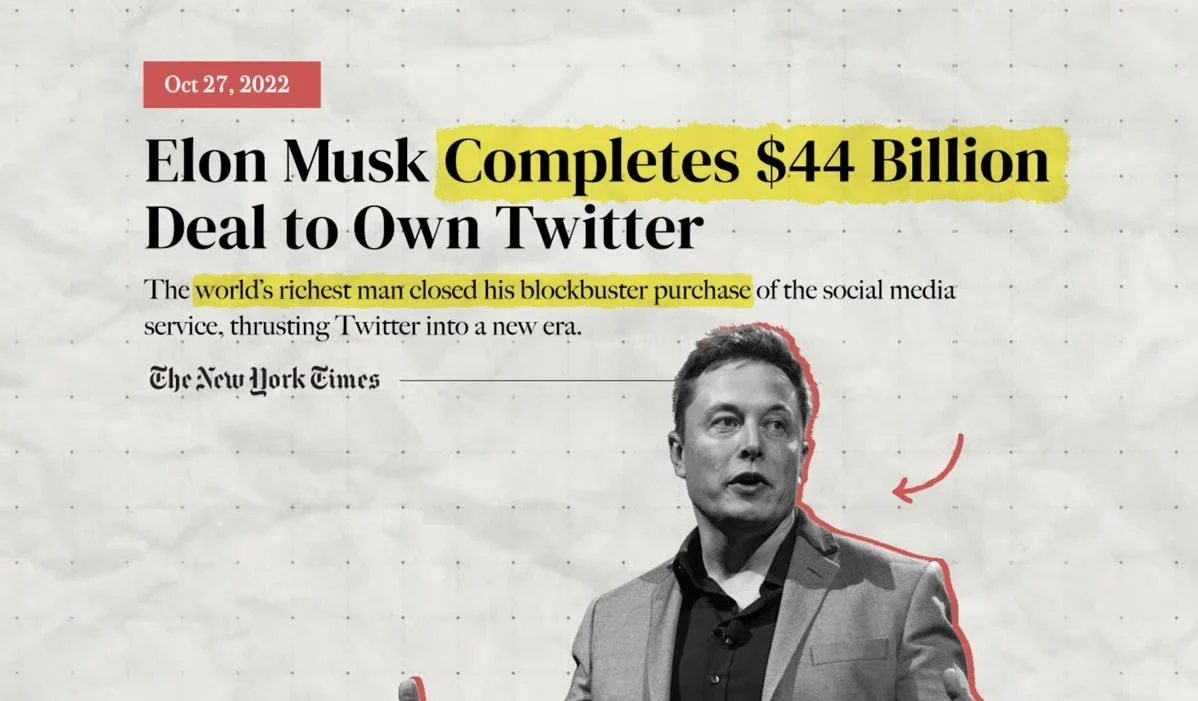 Oct 27, 2022
Elon Musk Completes $44 Billion
Deal to Own Twitter
The world's richest man closed his blockbuster purchase of the social media
service, thrusting Twitter into a new era.
The New York Times